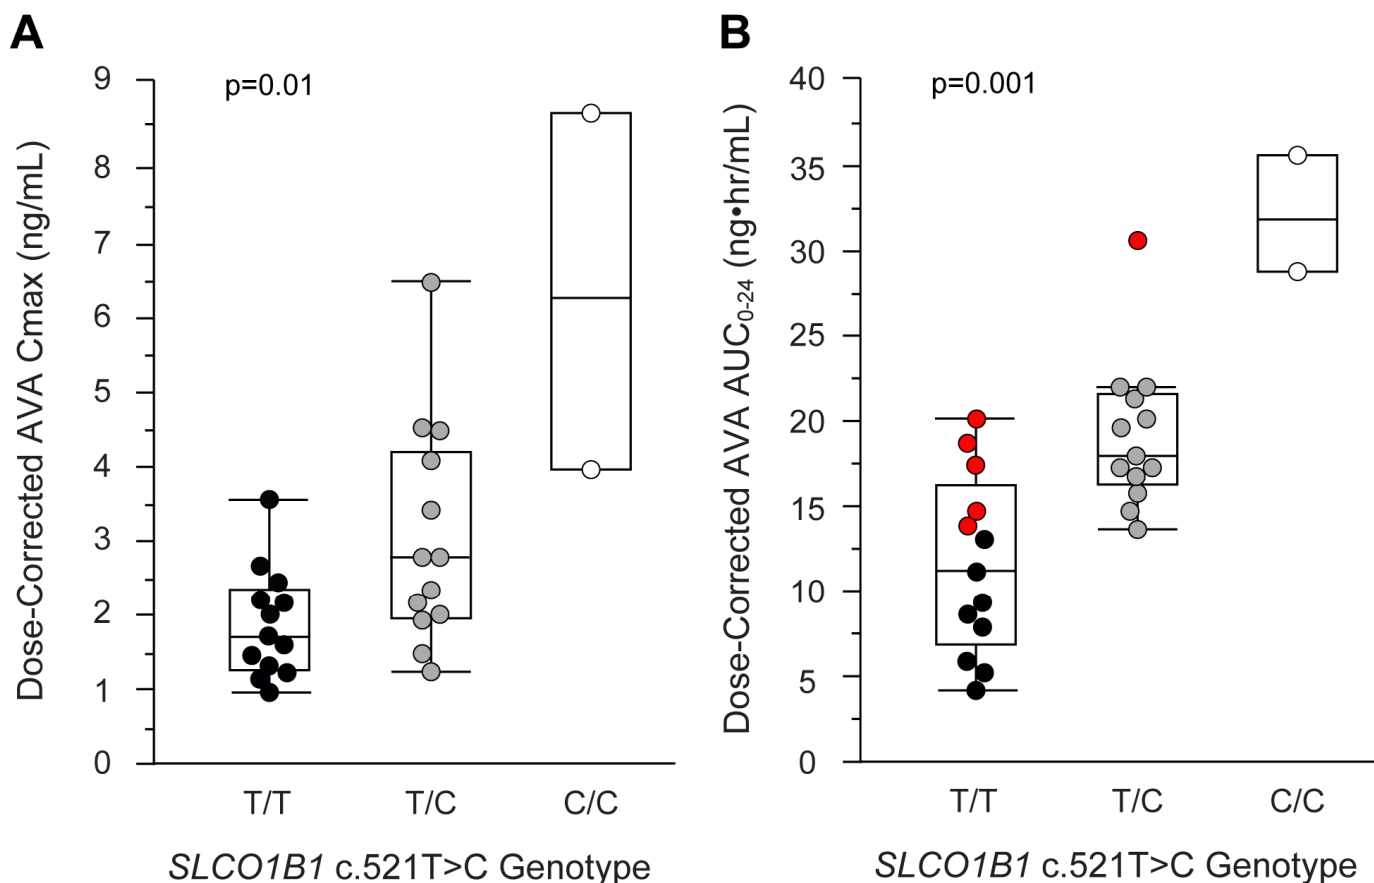 A
Dose-Corrected AVA Cmax (ng/mL)
9
8
7
6
5
4
3
2
1
0
p=0.01
T/T T/C C/C
SLCO1B1 c.521T>C Genotype
B
Dose-Corrected AVA AUC0-24 (ng•hr/mL)
40
35
30
25
20
15
10
5
0
p=0.001
T/T T/C C/C
SLCO1B1 c.521T>C Genotype